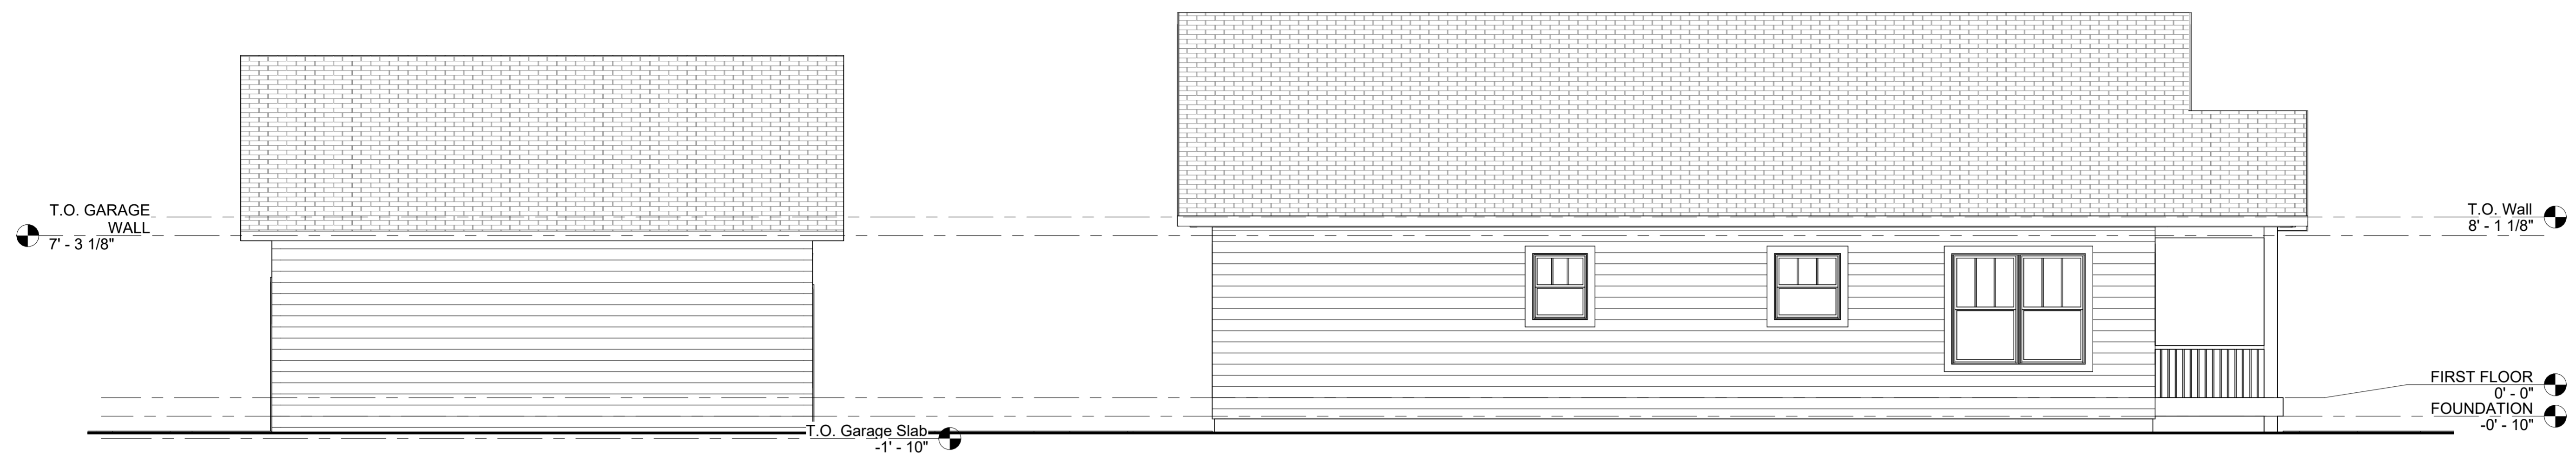 T.O. GARAGE
WALL
7' - 3 1/8"
T.O. Wall
8' - 1 1/8"
FIRST FLOOR
0' - 0"
FOUNDATION
-0' - 10"
T.O. Garage Slab
-1' - 10"